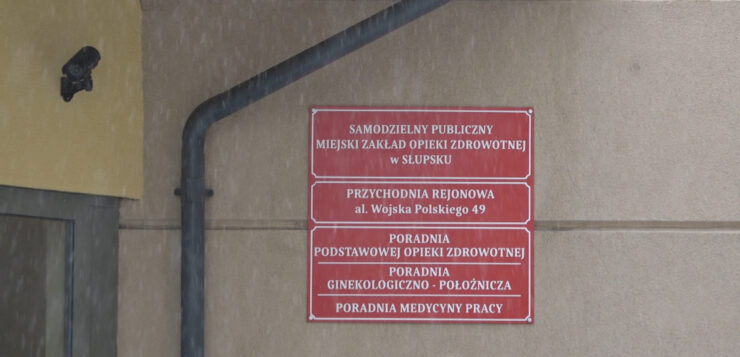 SAMODZIELNY PUBLICZNY
MIEJSKI ZAKŁAD OPIEKI ZDROWOTNEJ
w SŁUPSKU
PRZYCHODNIA REJONOWA
al. Wojska Polskiego 49
PORADNIA
PODSTAWOWEJ OPIEKI ZDROWOTNEJ
PORADNIA
GINEKOLOGICZNO - POŁOŻNICZA
PORADNIA MEDYCYNY PRACY